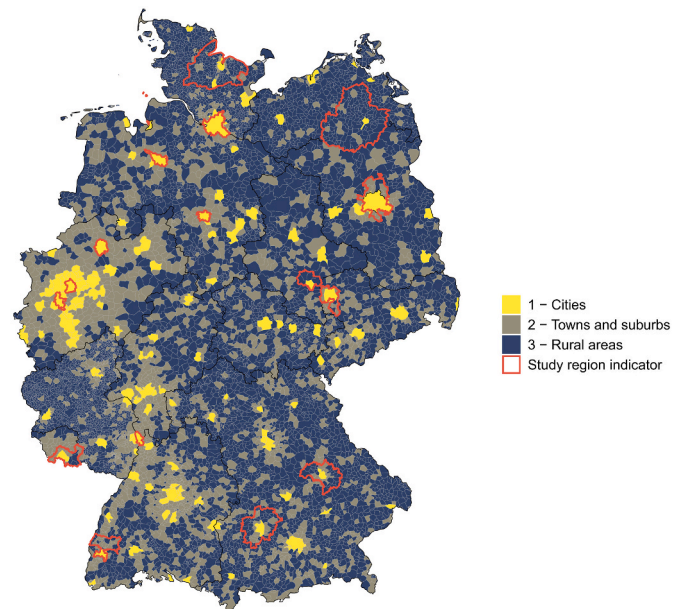 1 − Cities
2 − Towns and suburbs
3 − Rural areas
Study region indicator